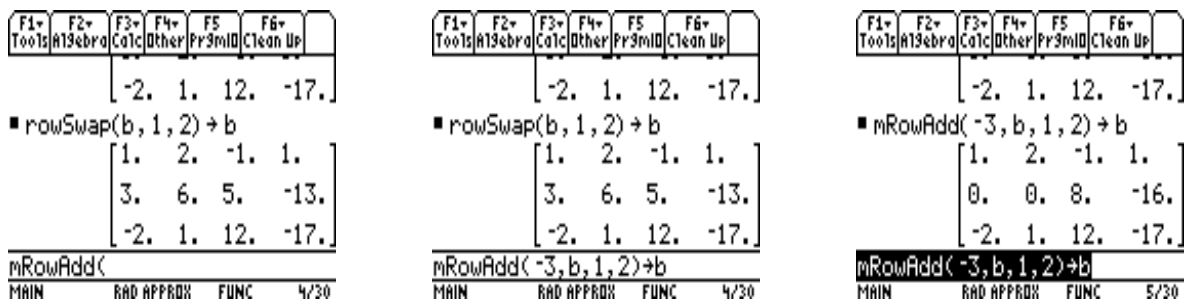 F1▾ F2▾ F3▾ F4▾ F5 F6▾
Tools Algebra Calc Other PrgmIO Clean Up
[-2. 1. 12. -17.]
▪ rowSwap(b,1,2)→b
[1. 2. -1. 1.
3. 6. 5. -13.
-2. 1. 12. -17.]
mRowAdd(
MAIN RAD APPROX FUNC 4/30
F1▾ F2▾ F3▾ F4▾ F5 F6▾
Tools Algebra Calc Other PrgmIO Clean Up
[-2. 1. 12. -17.]
▪ rowSwap(b,1,2)→b
[1. 2. -1. 1.
3. 6. 5. -13.
-2. 1. 12. -17.]
mRowAdd(-3,b,1,2)→b
MAIN RAD APPROX FUNC 4/30
F1▾ F2▾ F3▾ F4▾ F5 F6▾
Tools Algebra Calc Other PrgmIO Clean Up
[-2. 1. 12. -17.]
▪ mRowAdd(-3,b,1,2)→b
[1. 2. -1. 1.
0. 0. 8. -16.
-2. 1. 12. -17.]
mRowAdd(-3,b,1,2)→b
MAIN RAD APPROX FUNC 5/30